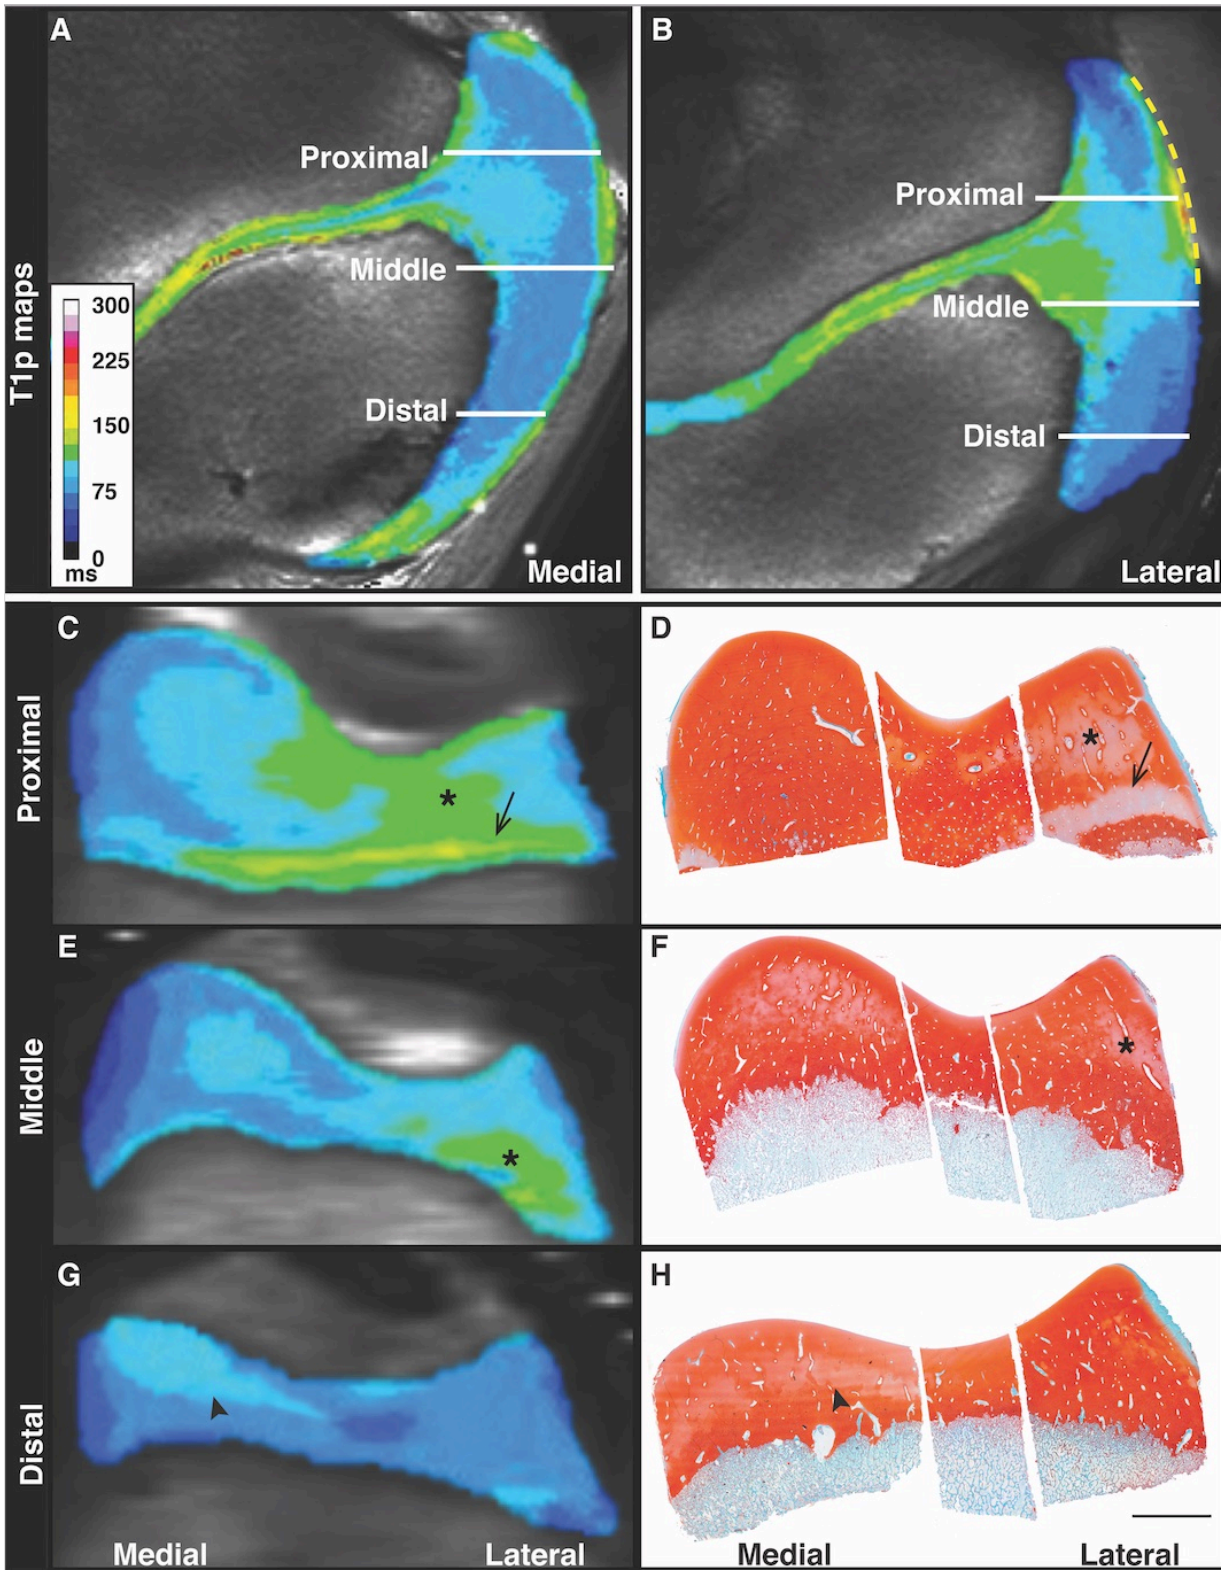 A
B
Proximal
Proximal
Middle
Middle
Distal
Distal
T1p maps
300
225
150
75
0
ms
Medial
Lateral
C
D
Proximal
*
*
E
F
Middle
*
*
G
H
Distal
Medial
Lateral
Medial
Lateral